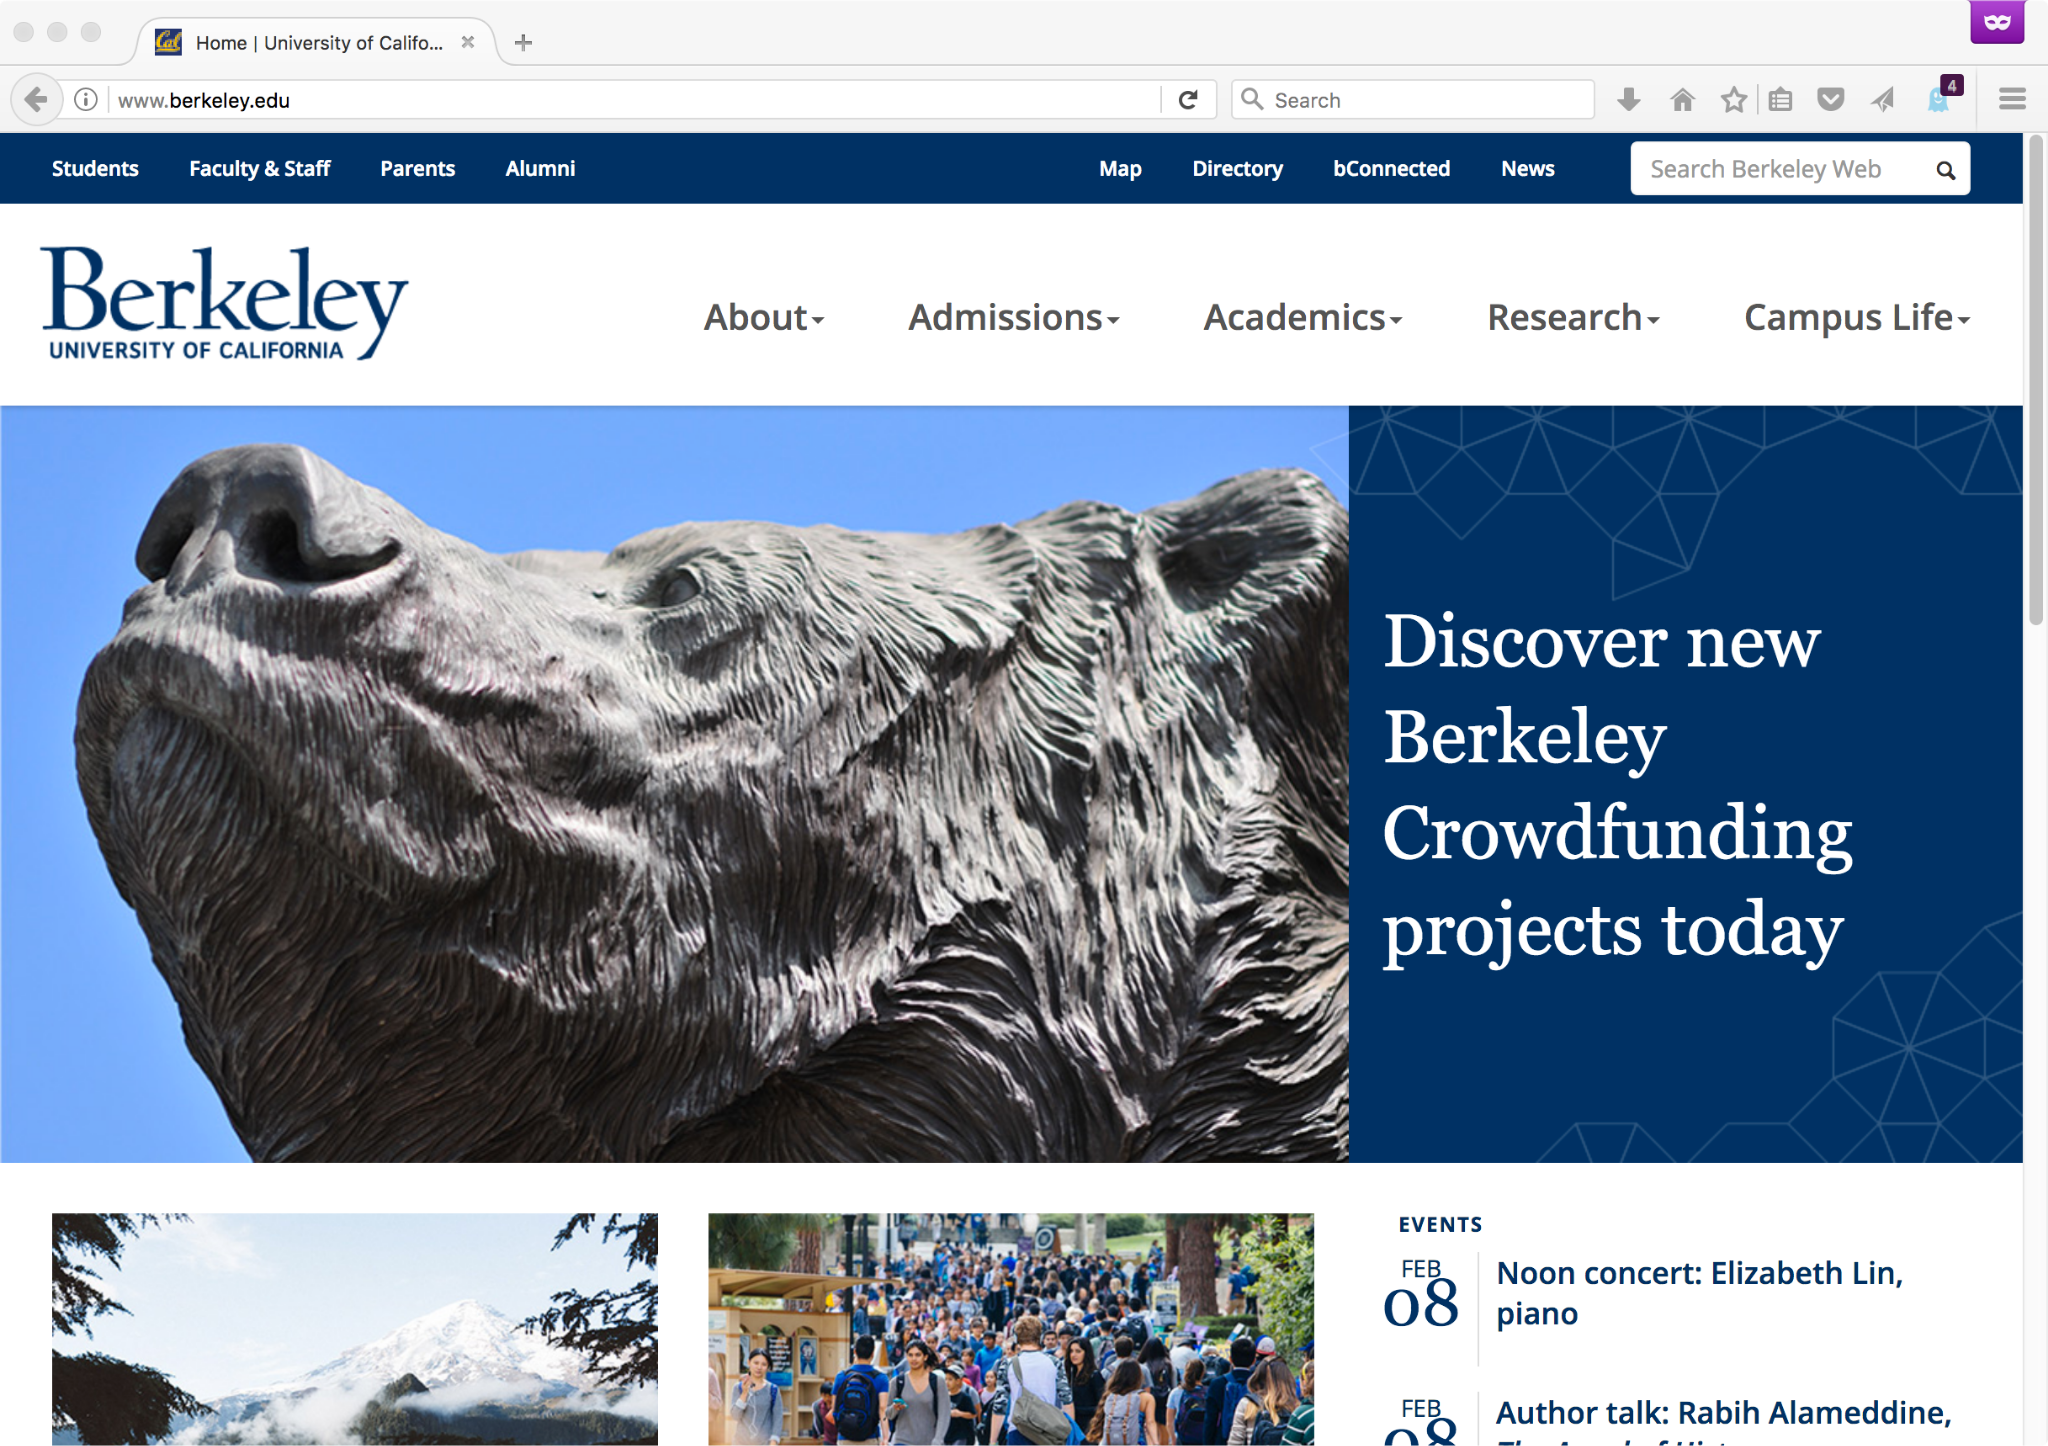 Cal
Home | University of Califo...
www.berkeley.edu
Search
4
Students Faculty & Staff Parents Alumni Map Directory bConnected News Search Berkeley Web
Berkeley
UNIVERSITY OF CALIFORNIA
About Admissions Academics Research Campus Life
Discover new
Berkeley
Crowdfunding
projects today
EVENTS
FEB
08
Noon concert: Elizabeth Lin,
piano
FEB
08
Author talk: Rabih Alameddine,